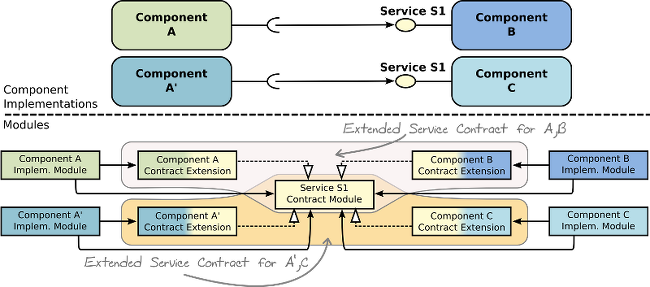 Component
A
Service S1
Component
B
Component
A'
Service S1
Component
C
Component
Implementations
Modules
Extended Service Contract for A,B
Component A
Implem. Module
Component A
Contract Extension
Component B
Contract Extension
Component B
Implem. Module
Service S1
Contract Module
Component A'
Implem. Module
Component A'
Contract Extension
Component C
Contract Extension
Component C
Implem. Module
Extended Service Contract for A',C